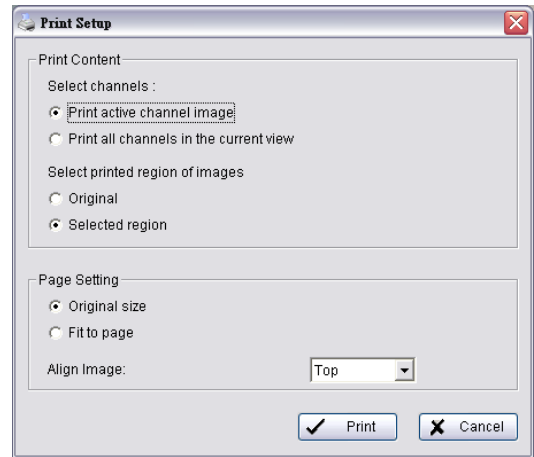 Print Setup
Print Content
Select channels :
Print active channel image
Print all channels in the current view
Select printed region of images
Original
Selected region
Page Setting
Original size
Fit to page
Align Image: Top
Print Cancel